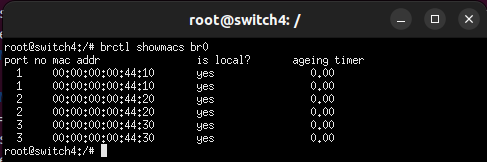 root@switch4: /
root@switch4:/# brctl showmacs br0
port no mac addr                is local?       ageing timer
  1     00:00:00:00:44:10       yes                0.00
  1     00:00:00:00:44:10       yes                0.00
  2     00:00:00:00:44:20       yes                0.00
  2     00:00:00:00:44:20       yes                0.00
  3     00:00:00:00:44:30       yes                0.00
  3     00:00:00:00:44:30       yes                0.00
root@switch4:/#